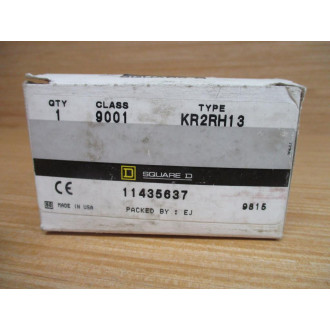 QTY CLASS TYPE
1 9001 KR2RH13
D SQUARE D
CE 11435637 9815
MADE IN USA PACKED BY : EJ